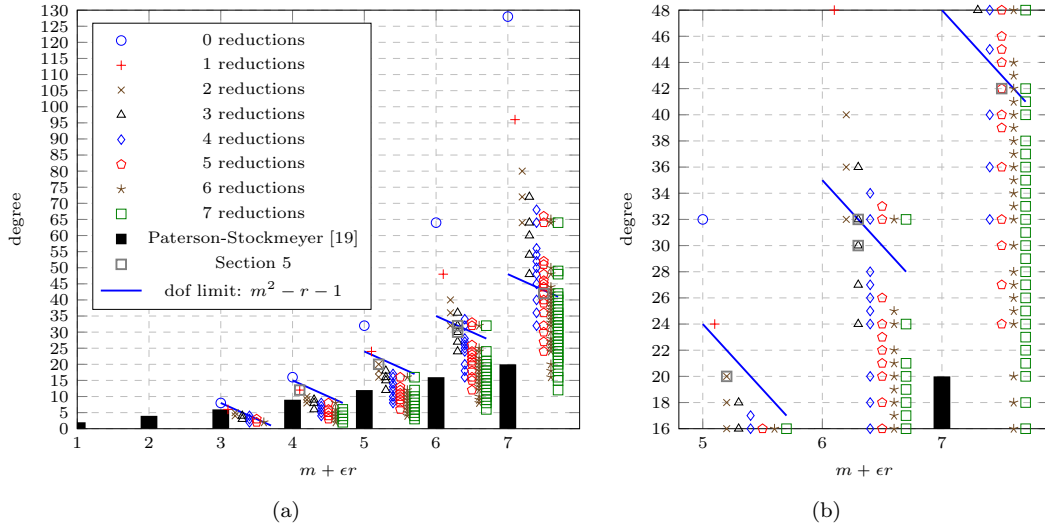 130
125
120
115
110
105
100
95
90
85
80
75
70
65
60
55
50
45
40
35
30
25
20
15
10
5
0
degree
0 reductions
1 reductions
2 reductions
3 reductions
4 reductions
5 reductions
6 reductions
7 reductions
Paterson-Stockmeyer [19]
Section 5
dof limit: m² − r − 1
1 2 3 4 5 6 7
m + ϵr
(a)
48
46
44
42
40
38
36
34
32
30
28
26
24
22
20
18
16
degree
5 6 7
m + ϵr
(b)